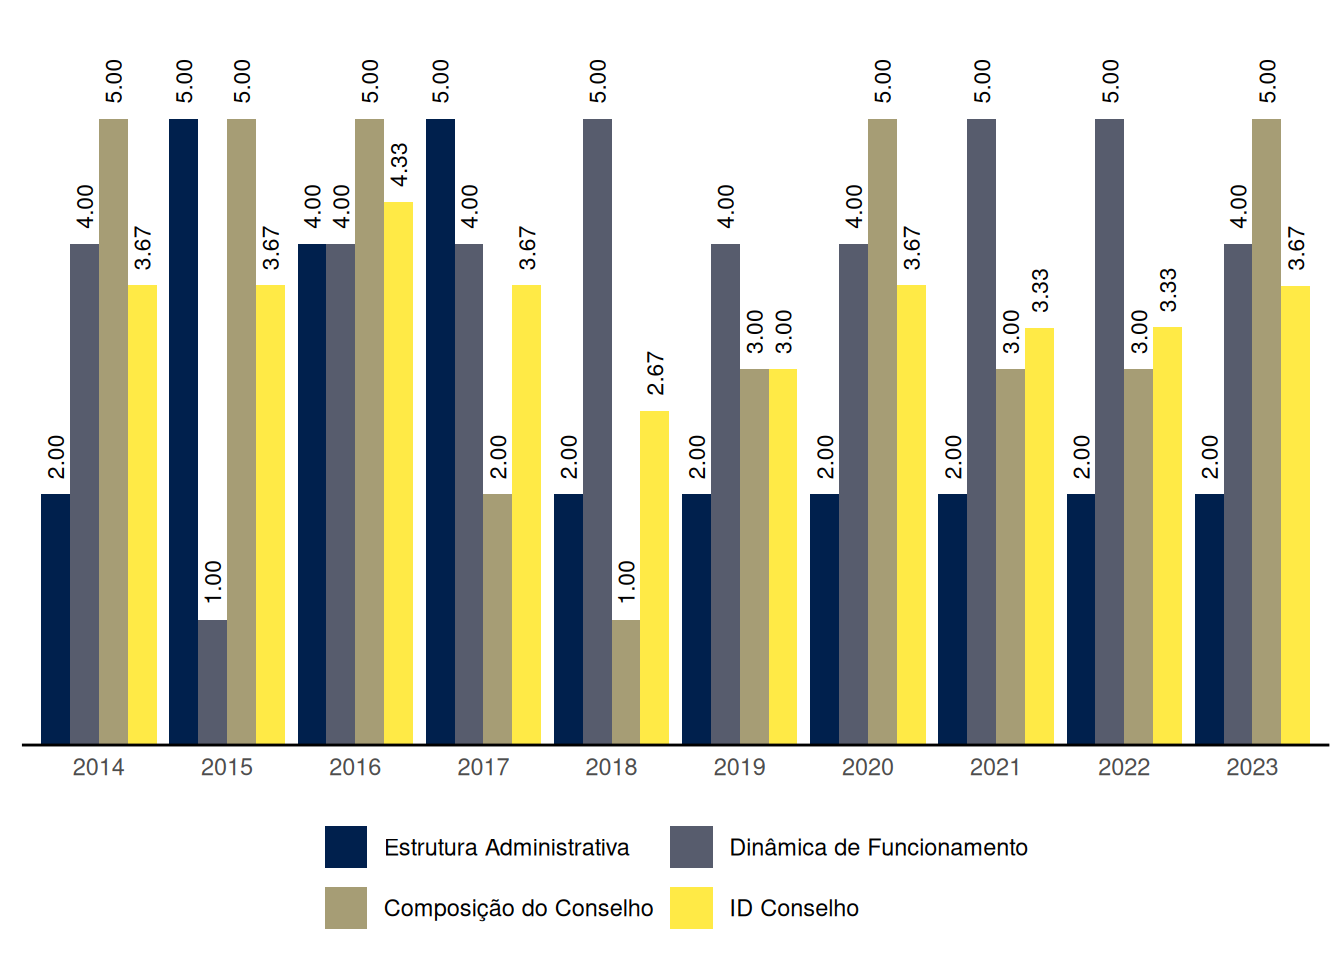 2.00 4.00 5.00 3.67 5.00 1.00 5.00 3.67 4.00 4.00 5.00 4.33 5.00 4.00 2.00 3.67 2.00 5.00 1.00 2.67 2.00 4.00 3.00 3.00 2.00 4.00 5.00 3.67 2.00 5.00 3.00 3.33 2.00 5.00 3.00 3.33 2.00 4.00 5.00 3.67
2014 2015 2016 2017 2018 2019 2020 2021 2022 2023
Estrutura Administrativa Dinâmica de Funcionamento
Composição do Conselho ID Conselho